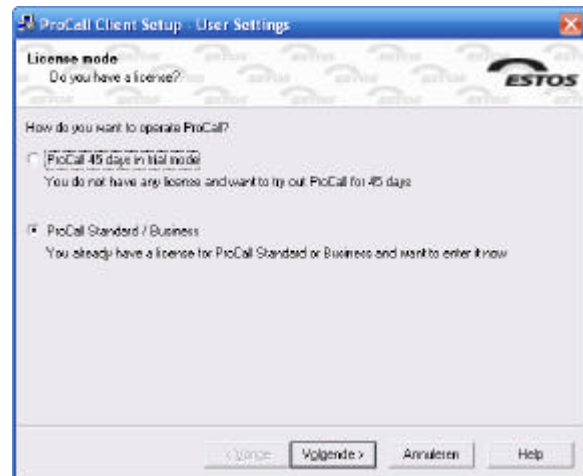 ProCall Client Setup - User Settings
License mode
Do you have a license?
ESTOS
How do you want to operate ProCall?
ProCall 45 days in trial mode
You do not have any license and want to try out ProCall for 45 days
ProCall Standard / Business
You already have a license for ProCall Standard or Business and want to enter it now
< Vorige
Volgende >
Annuleren
Help